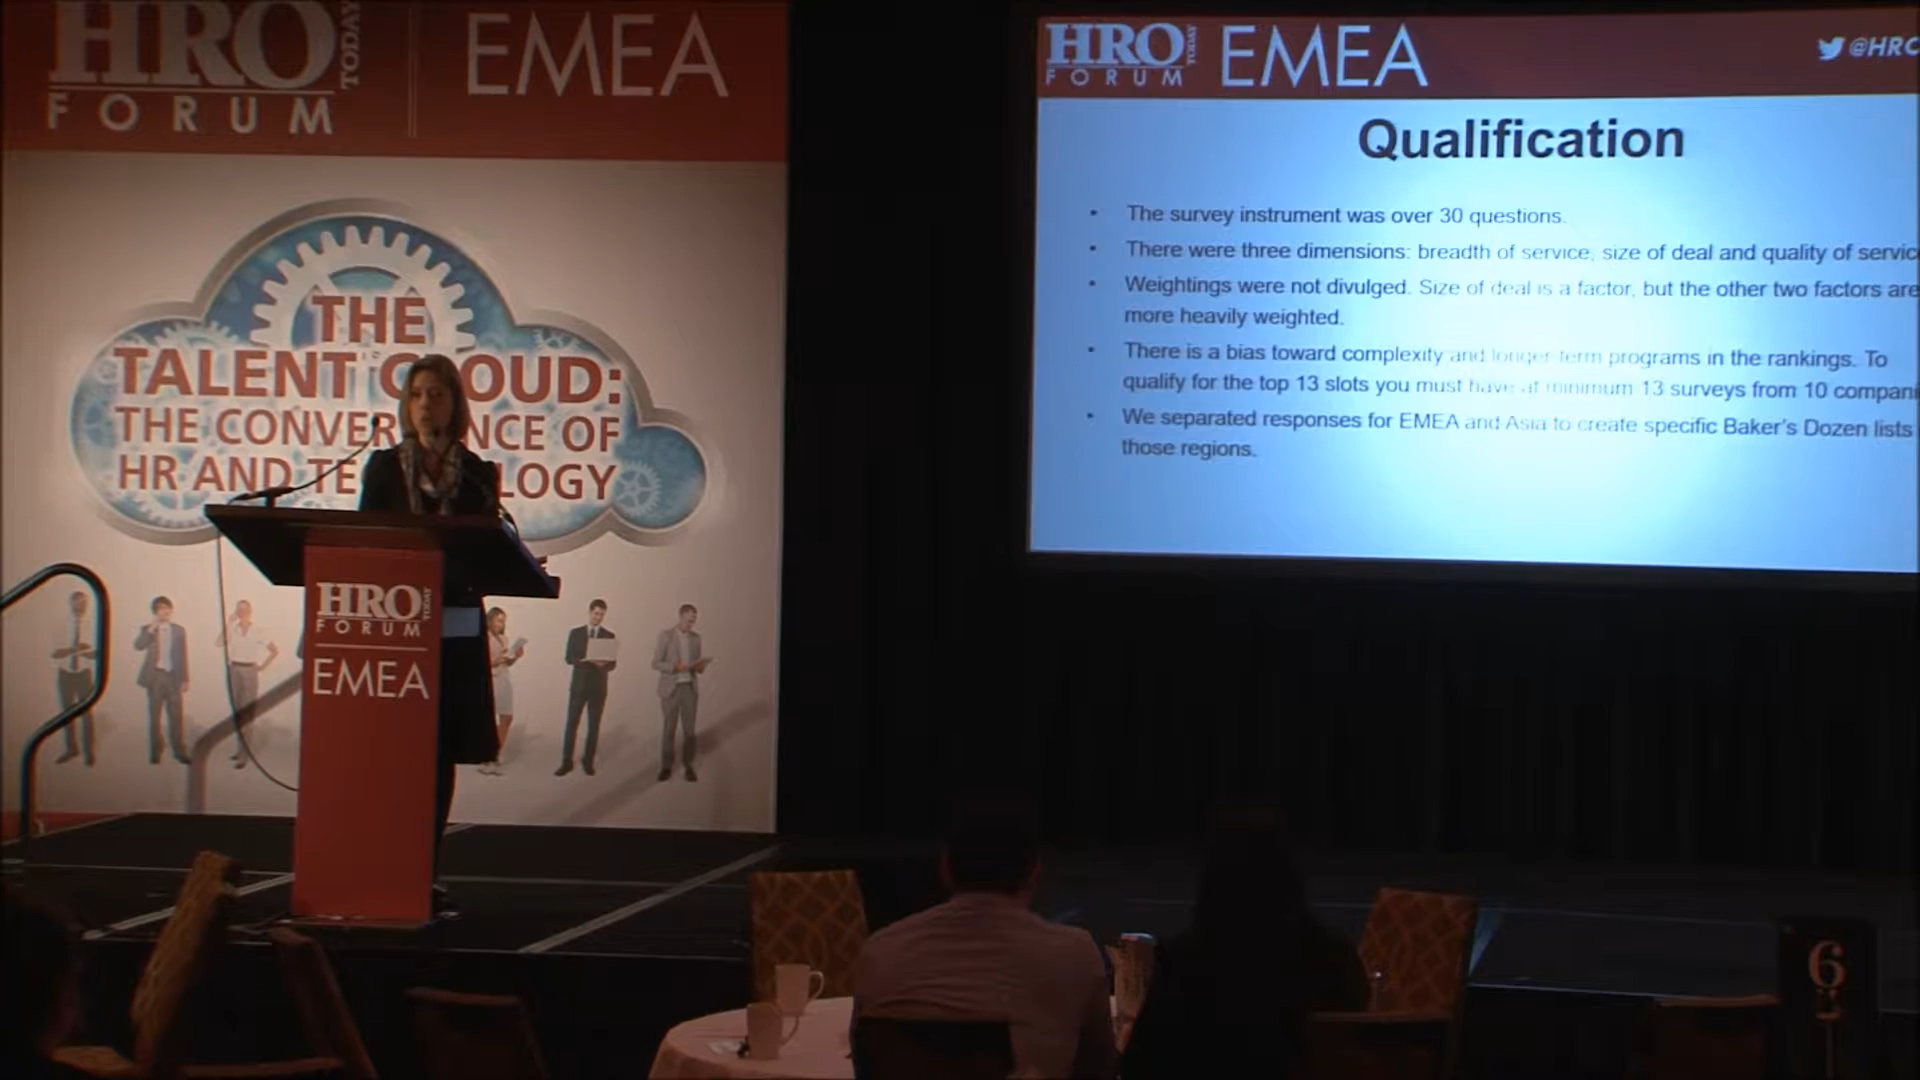 HRO TODAY
FORUM
EMEA
THE
TALENT CLOUD:
THE CONVER NCE OF
HR AND TE LOGY
HRO TODAY
FORUM
EMEA
HRO TODAY
FORUM
EMEA
@HRO
Qualification
• The survey instrument was over 30 questions.
• There were three dimensions: breadth of service, size of deal and quality of servic
• Weightings were not divulged. Size of deal is a factor, but the other two factors are
more heavily weighted.
• There is a bias toward complexity and longer term programs in the rankings. To
qualify for the top 13 slots you must have at minimum 13 surveys from 10 compani
• We separated responses for EMEA and Asia to create specific Baker's Dozen lists
those regions.
6